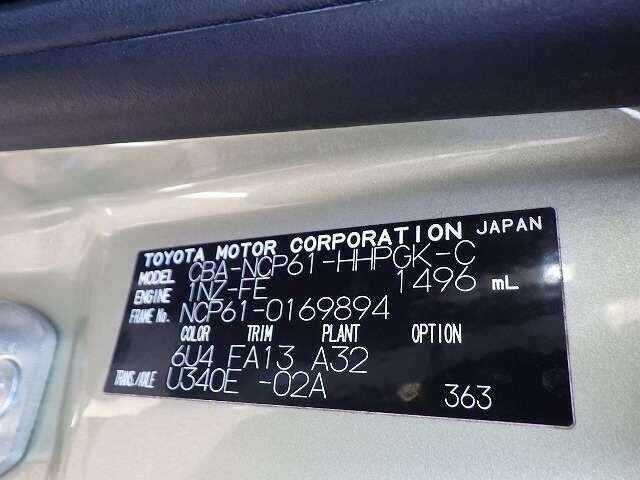 TOYOTA MOTOR CORPORATION JAPAN
MODEL CBA-NCP61-HHPGK-C
ENGINE 1NZ-FE 1496 mL
FRAME No. NCP61-0169894
COLOR TRIM PLANT OPTION
6U4 FA13 A32
TRANS./AXLE U340E -02A 363